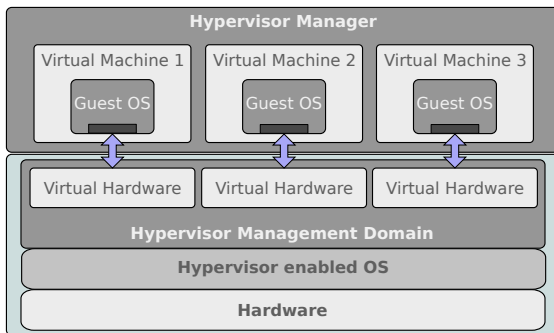 Hypervisor Manager
Virtual Machine 1
Virtual Machine 2
Virtual Machine 3
Guest OS
Guest OS
Guest OS
Virtual Hardware
Virtual Hardware
Virtual Hardware
Hypervisor Management Domain
Hypervisor enabled OS
Hardware